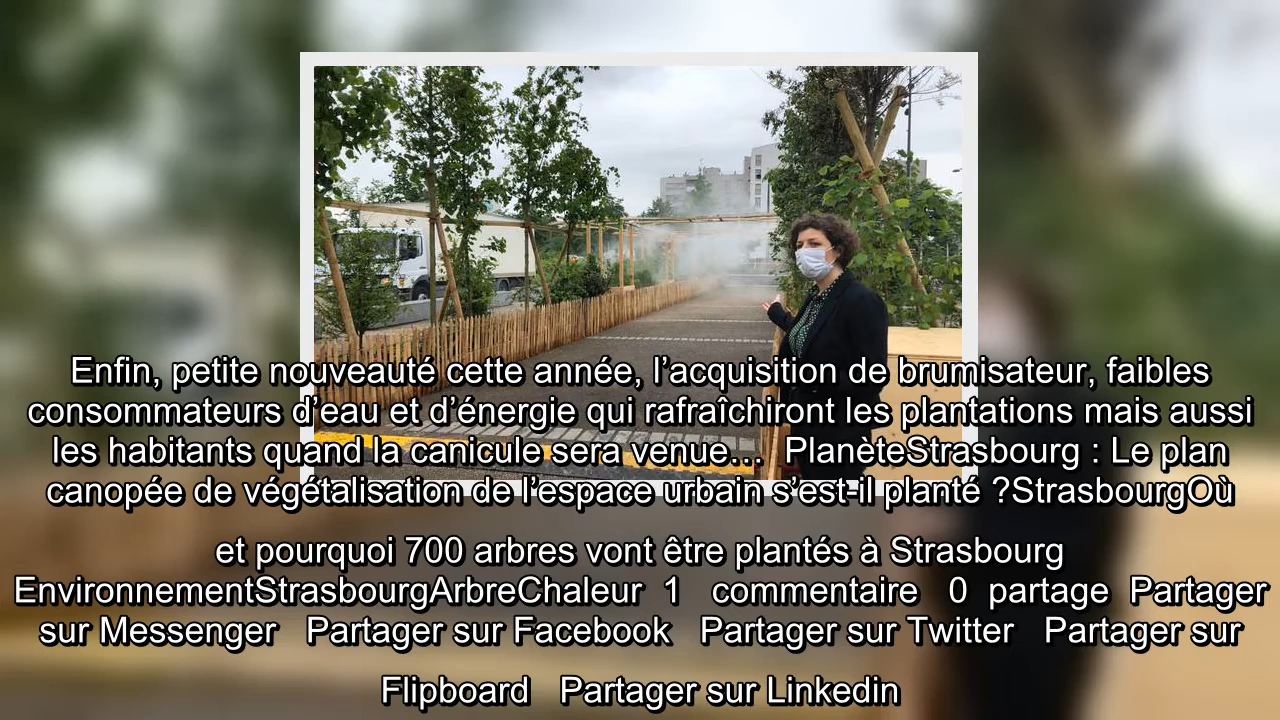 Enfin, petite nouveauté cette année, l’acquisition de brumisateur, faibles
consommateurs d’eau et d’énergie qui rafraîchiront les plantations mais aussi
les habitants quand la canicule sera venue… PlanèteStrasbourg : Le plan
canopée de végétalisation de l’espace urbain s’est-il planté ?StrasbourgOù
et pourquoi 700 arbres vont être plantés à Strasbourg
EnvironnementStrasbourgArbreChaleur 1 commentaire 0 partage Partager
sur Messenger Partager sur Facebook Partager sur Twitter Partager sur
Flipboard Partager sur Linkedin